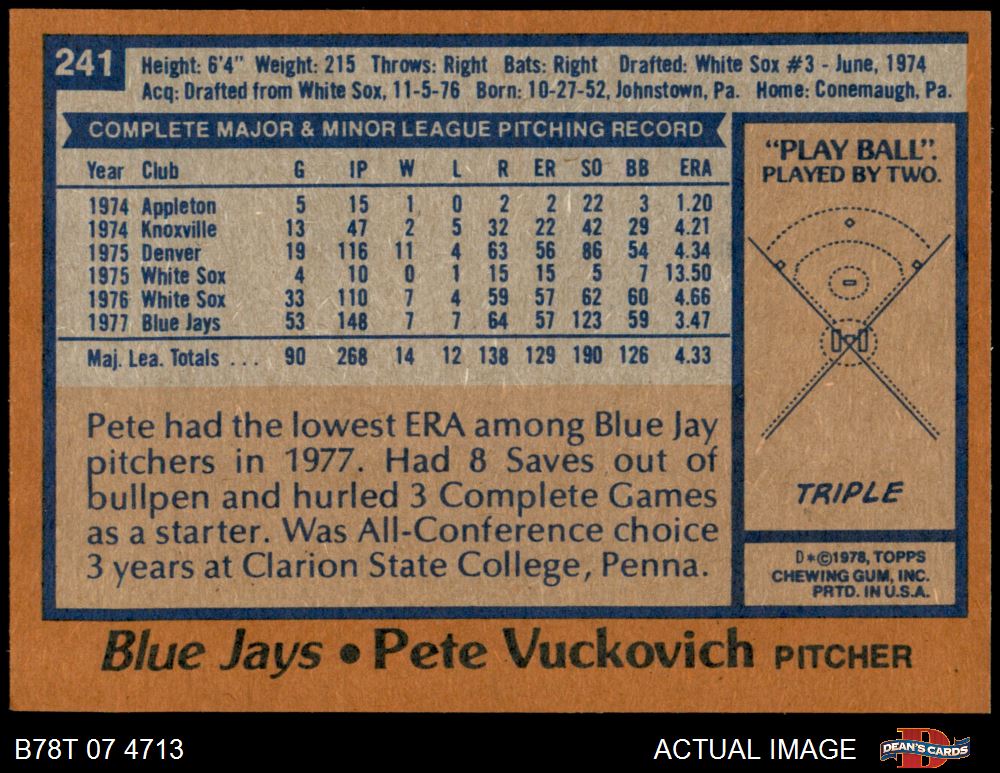 241
Height: 6'4" Weight: 215 Throws: Right Bats: Right Drafted: White Sox #3 - June, 1974
Acq: Drafted from White Sox, 11-5-76 Born: 10-27-52, Johnstown, Pa. Home: Conemaugh, Pa.
COMPLETE MAJOR & MINOR LEAGUE PITCHING RECORD
Year Club G IP W L R ER SO BB ERA
1974 Appleton 5 15 1 0 2 2 22 3 1.20
1974 Knoxville 13 47 2 5 32 22 42 29 4.21
1975 Denver 19 116 11 4 63 56 86 54 4.34
1975 White Sox 4 10 0 1 15 15 5 7 13.50
1976 White Sox 33 110 7 4 59 57 62 60 4.66
1977 Blue Jays 53 148 7 7 64 57 123 59 3.47
Maj. Lea. Totals . . . 90 268 14 12 138 129 190 126 4.33
Pete had the lowest ERA among Blue Jay
pitchers in 1977. Had 8 Saves out of
bullpen and hurled 3 Complete Games
as a starter. Was All-Conference choice
3 years at Clarion State College, Penna.
"PLAY BALL".
PLAYED BY TWO.
TRIPLE
D*©1978, TOPPS
CHEWING GUM, INC.
PRTD. IN U.S.A.
Blue Jays • Pete Vuckovich PITCHER
B78T 07 4713
ACTUAL IMAGE
DEAN'S CARDS